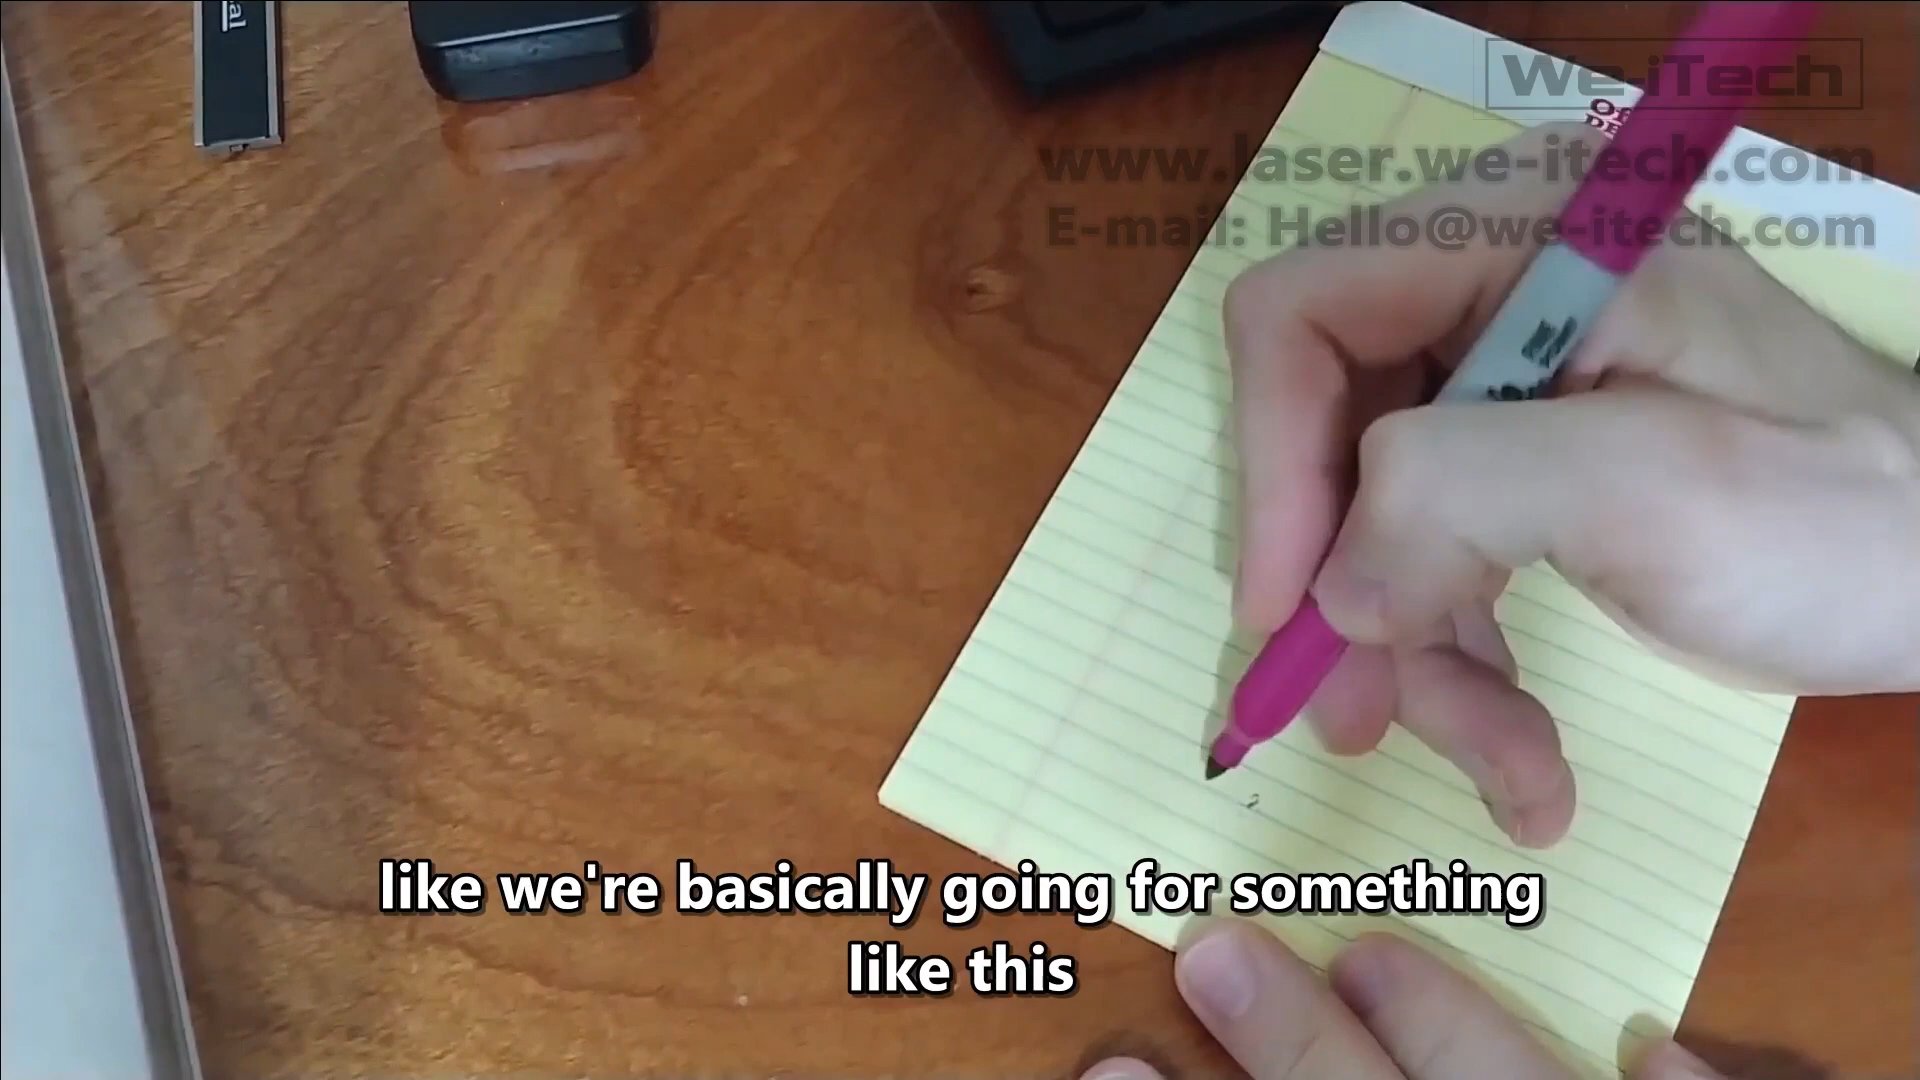 al
We-iTech
www.laser.we-itech.com
E-mail: Hello@we-itech.com
like we're basically going for something
like this